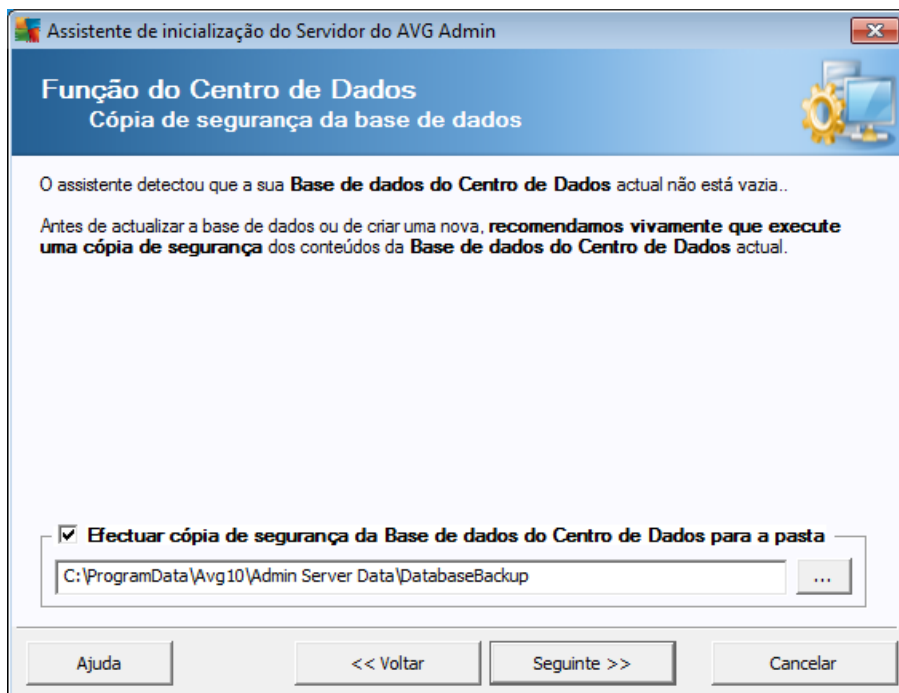 Assistente de inicialização do Servidor do AVG Admin
Função do Centro de Dados
Cópia de segurança da base de dados
O assistente detectou que a sua Base de dados do Centro de Dados actual não está vazia..
Antes de actualizar a base de dados ou de criar uma nova, recomendamos vivamente que execute
uma cópia de segurança dos conteúdos da Base de dados do Centro de Dados actual.
Efectuar cópia de segurança da Base de dados do Centro de Dados para a pasta
C:\ProgramData\Avg10\Admin Server Data\DatabaseBackup
...
Ajuda
<< Voltar
Seguinte >>
Cancelar